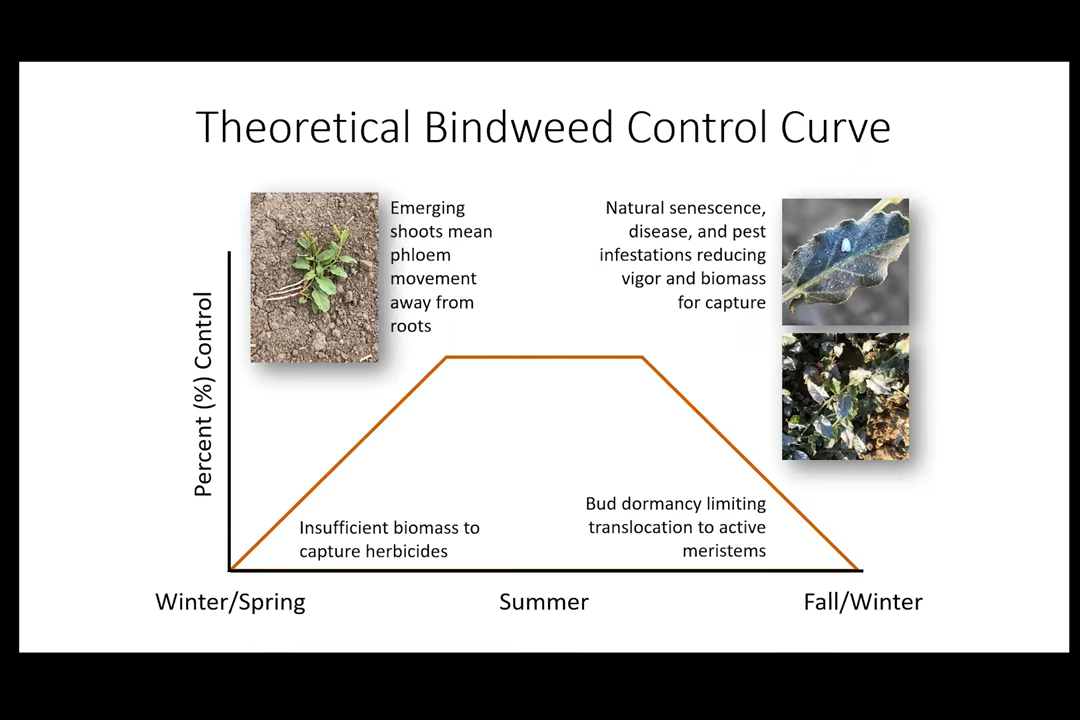 Theoretical Bindweed Control Curve
Emerging
shoots mean
phloem
movement
away from
roots
Natural senescence,
disease, and pest
infestations reducing
vigor and biomass
for capture
Percent (%) Control
Insufficient biomass to
capture herbicides
Bud dormancy limiting
translocation to active
meristems
Winter/Spring
Summer
Fall/Winter